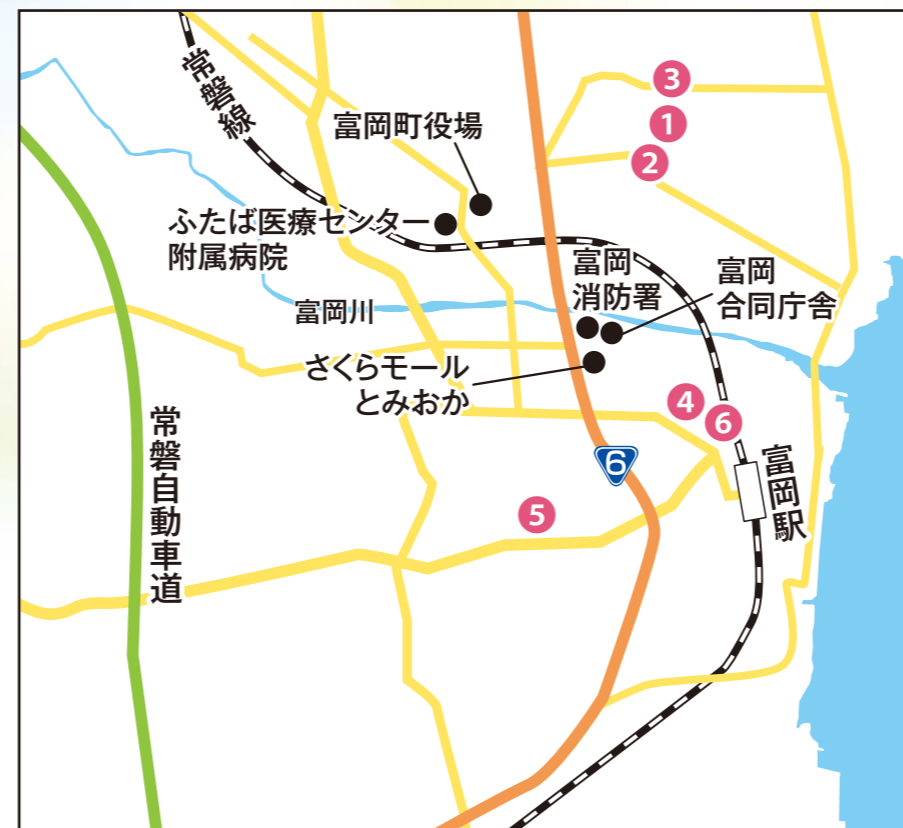 常磐線
富岡町役場
3
1
2
ふたば医療センター
附属病院
富岡
消防署
富岡
合同庁舎
富岡川
さくらモール
とみおか
4
6
6
富岡駅
常磐自動車道
5